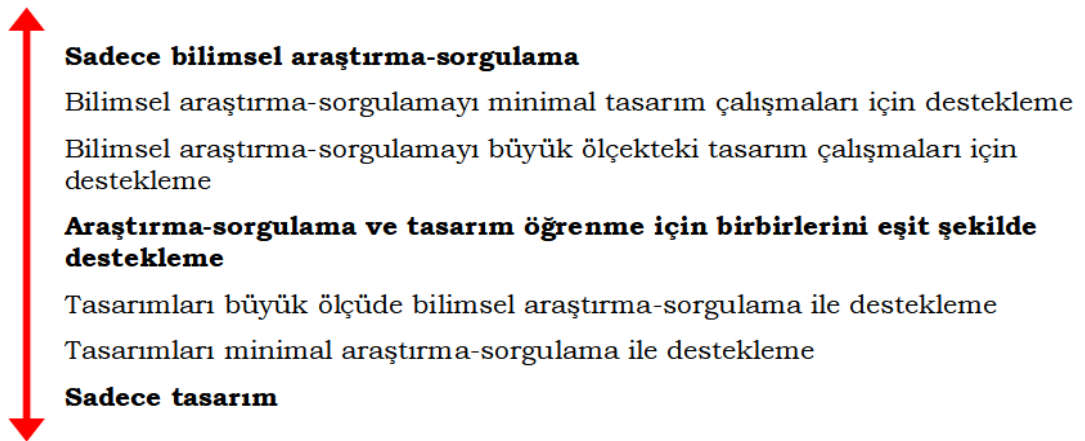 Sadece bilimsel araştırma-sorgulama
Bilimsel araştırma-sorgulamayı minimal tasarım çalışmaları için destekleme
Bilimsel araştırma-sorgulamayı büyük ölçekteki tasarım çalışmaları için
destekleme
Araştırma-sorgulama ve tasarım öğrenme için birbirlerini eşit şekilde
destekleme
Tasarımları büyük ölçüde bilimsel araştırma-sorgulama ile destekleme
Tasarımları minimal araştırma-sorgulama ile destekleme
Sadece tasarım